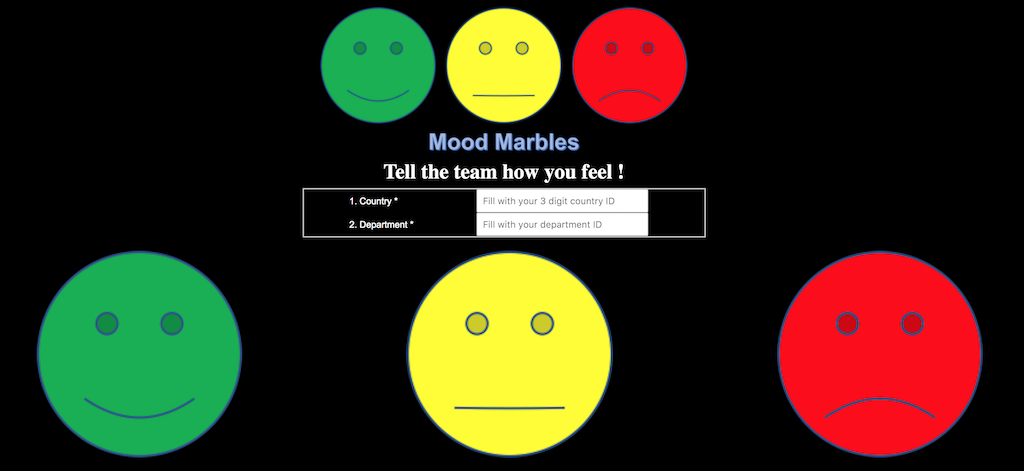 Mood Marbles
Tell the team how you feel !
1. Country * Fill with your 3 digit country ID
2. Department * Fill with your department ID